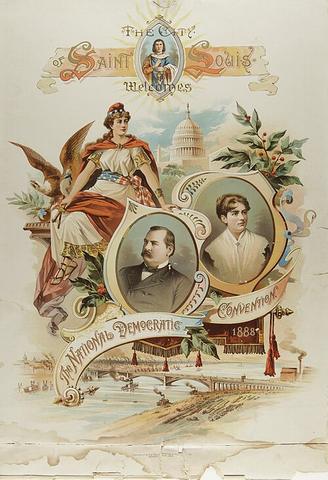 The City
of Saint Louis
Welcomes
The National Democratic Convention.
1888